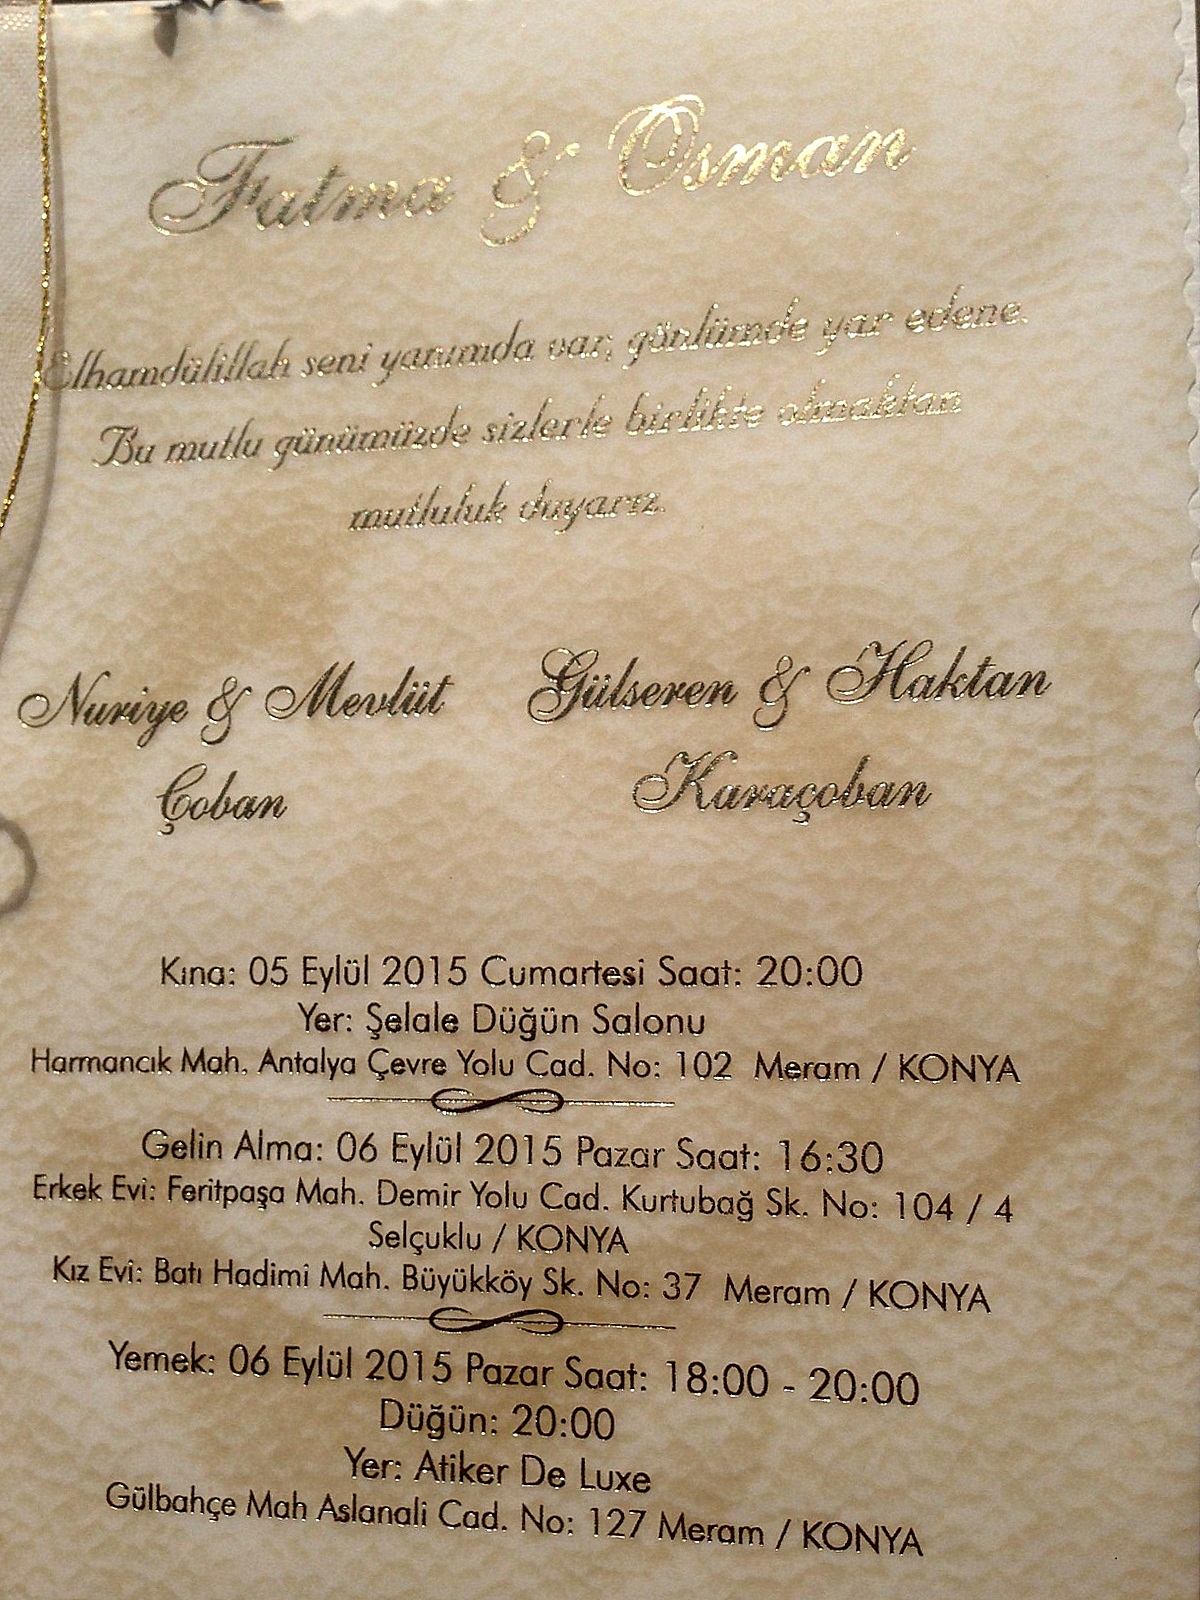 Fatma & Osman
Elhamdülillah seni yanımda var, gönlümde yar edene.
Bu mutlu günümüzde sizlerle birlikte olmaktan
mutluluk duyarız.
Nuriye & Mevlüt
Çoban
Gülseren & Haktan
Karaçoban
Kına: 05 Eylül 2015 Cumartesi Saat: 20:00
Yer: Şelale Düğün Salonu
Harmancık Mah. Antalya Çevre Yolu Cad. No: 102 Meram / KONYA
Gelin Alma: 06 Eylül 2015 Pazar Saat: 16:30
Erkek Evi: Feritpaşa Mah. Demir Yolu Cad. Kurtubağ Sk. No: 104 / 4
Selçuklu / KONYA
Kız Evi: Batı Hadimi Mah. Büyükköy Sk. No: 37 Meram / KONYA
Yemek: 06 Eylül 2015 Pazar Saat: 18:00 - 20:00
Düğün: 20:00
Yer: Atiker De Luxe
Gülbahçe Mah Aslanali Cad. No: 127 Meram / KONYA